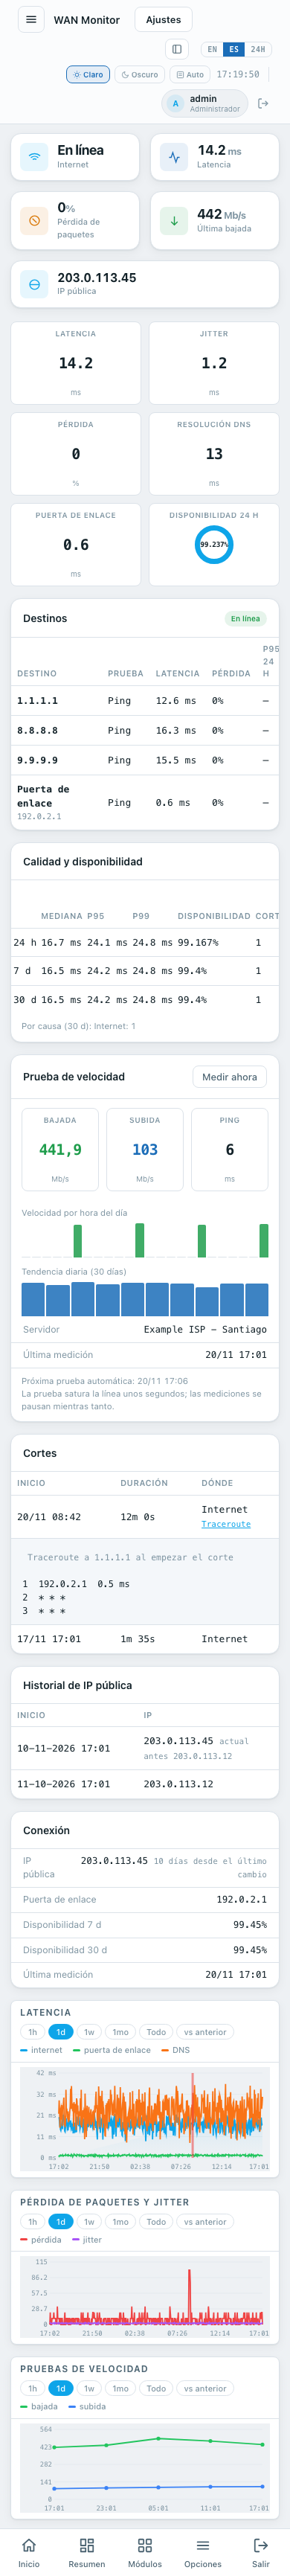 WAN Monitor Ajustes
EN ES 24H
Claro Oscuro Auto 17:19:50
A admin
Administrador
En línea
Internet
14.2 ms
Latencia
0%
Pérdida de
paquetes
442 Mb/s
Última bajada
203.0.113.45
IP pública
LATENCIA
14.2
ms
JITTER
1.2
ms
PÉRDIDA
0
%
RESOLUCIÓN DNS
13
ms
PUERTA DE ENLACE
0.6
ms
DISPONIBILIDAD 24 H
99.237%
Destinos En línea
DESTINO PRUEBA LATENCIA PÉRDIDA P95 24 H
1.1.1.1 Ping 12.6 ms 0% —
8.8.8.8 Ping 16.3 ms 0% —
9.9.9.9 Ping 15.5 ms 0% —
Puerta de enlace Ping 0.6 ms 0% —
192.0.2.1
Calidad y disponibilidad
MEDIANA P95 P99 DISPONIBILIDAD CORT
24 h 16.7 ms 24.1 ms 24.8 ms 99.167% 1
7 d 16.5 ms 24.2 ms 24.8 ms 99.4% 1
30 d 16.5 ms 24.2 ms 24.8 ms 99.4% 1
Por causa (30 d): Internet: 1
Prueba de velocidad Medir ahora
BAJADA
441,9
Mb/s
SUBIDA
103
Mb/s
PING
6
ms
Velocidad por hora del día
Tendencia diaria (30 días)
Servidor Example ISP — Santiago
Última medición 20/11 17:01
Próxima prueba automática: 20/11 17:06
La prueba satura la línea unos segundos; las mediciones se
pausan mientras tanto.
Cortes
INICIO DURACIÓN DÓNDE
20/11 08:42 12m 0s Internet
Traceroute
Traceroute a 1.1.1.1 al empezar el corte
1 192.0.2.1 0.5 ms
2 * * *
3 * * *
17/11 17:01 1m 35s Internet
Historial de IP pública
INICIO IP
10-11-2026 17:01 203.0.113.45 actual
antes 203.0.113.12
11-10-2026 17:01 203.0.113.12
Conexión
IP pública 203.0.113.45 10 días desde el último cambio
Puerta de enlace 192.0.2.1
Disponibilidad 7 d 99.45%
Disponibilidad 30 d 99.45%
Última medición 20/11 17:01
LATENCIA
1h 1d 1w 1mo Todo vs anterior
internet puerta de enlace DNS
42 ms
32 ms
21 ms
11 ms
0 ms
17:02 21:50 02:38 07:26 12:14 17:01
PÉRDIDA DE PAQUETES Y JITTER
1h 1d 1w 1mo Todo vs anterior
pérdida jitter
115
86.2
57.5
28.7
0
17:02 21:50 02:38 07:26 12:14 17:01
PRUEBAS DE VELOCIDAD
1h 1d 1w 1mo Todo vs anterior
bajada subida
564
423
282
141
0
17:01 23:01 05:01 11:01 17:01
Inicio Resumen Módulos Opciones Salir